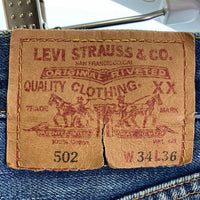 LEVI STRAUSS & CO.
SAN FRANCISCO, CAL
ORIGINAL RIVETED
QUALITY CLOTHING. XX
TRADE MARK
502 W 34 L 36